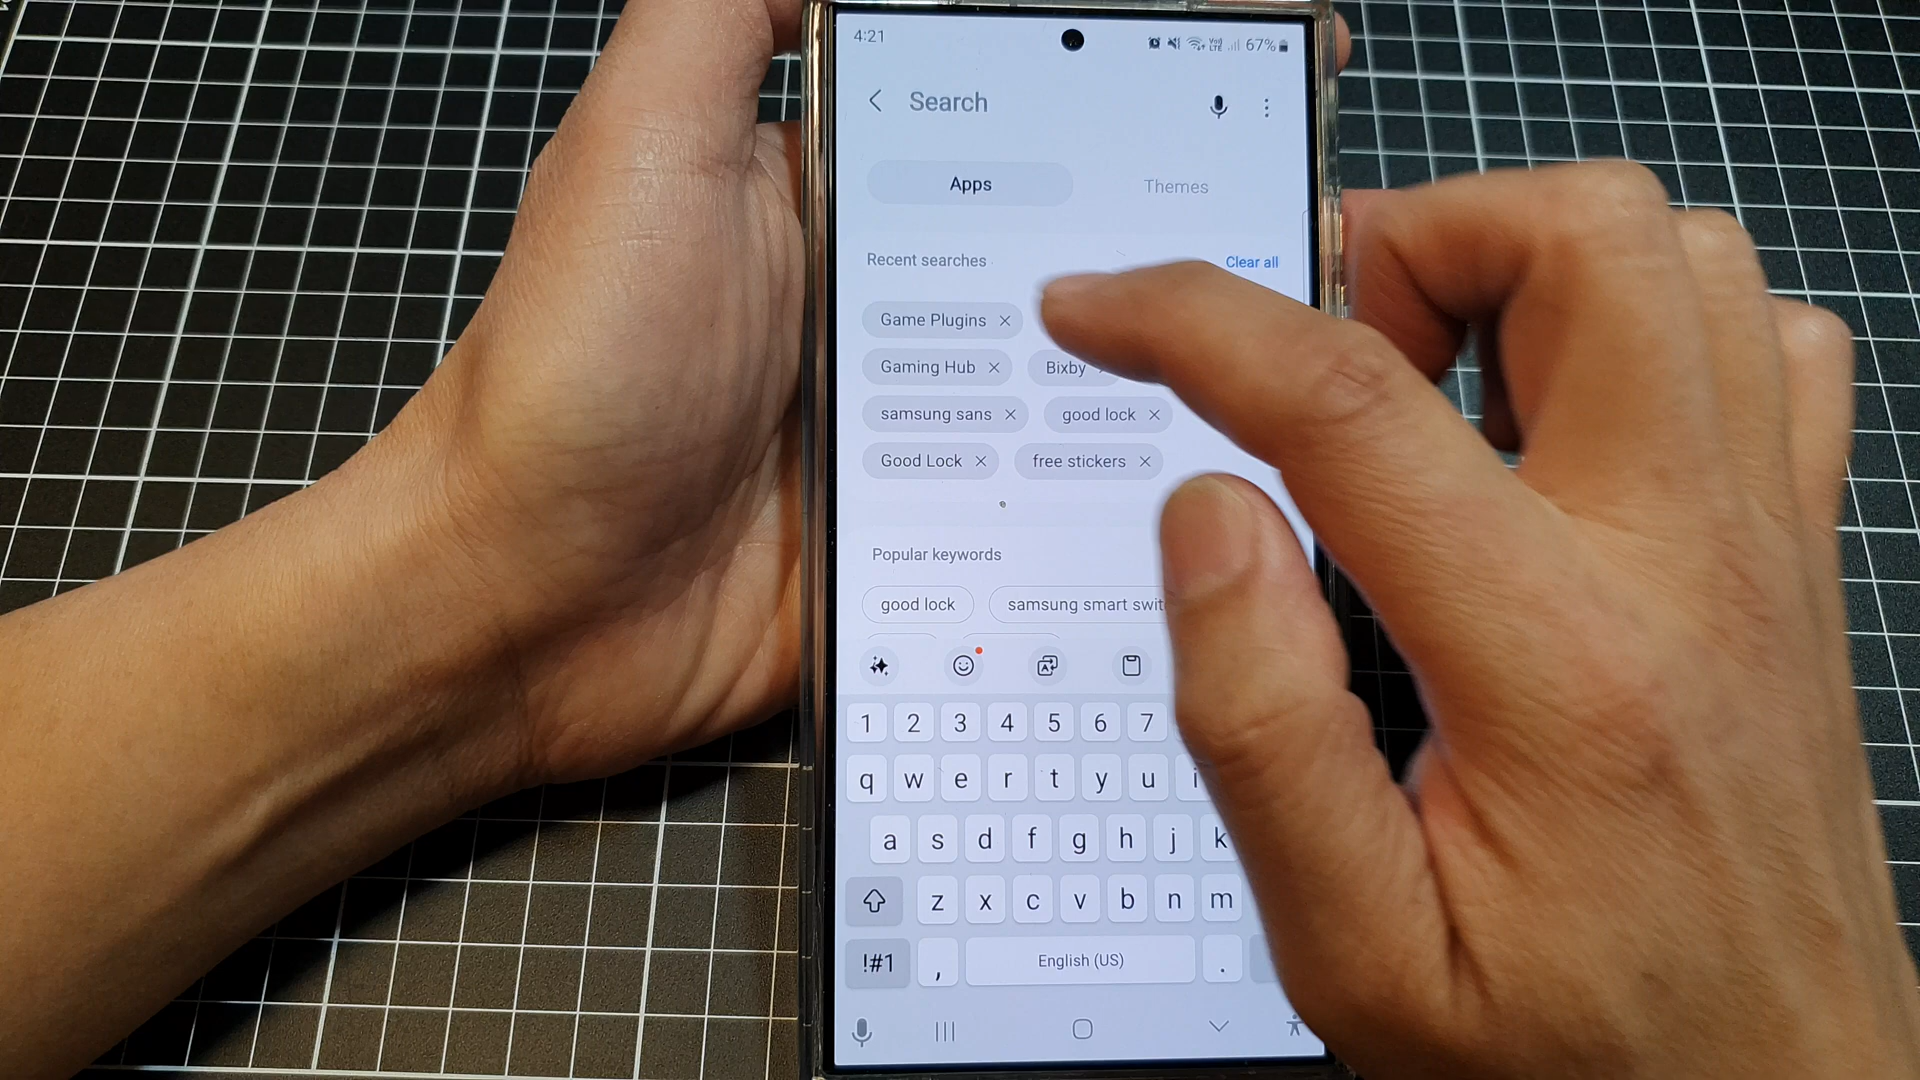 4:21 67%
Search
Apps Themes
Recent searches Clear all
Game Plugins
Gaming Hub Bixby
samsung sans good lock
Good Lock free stickers
Popular keywords
good lock samsung smart swit
1 2 3 4 5 6 7
q w e r t y u i
a s d f g h j k
z x c v b n m
!#1 , English (US) .